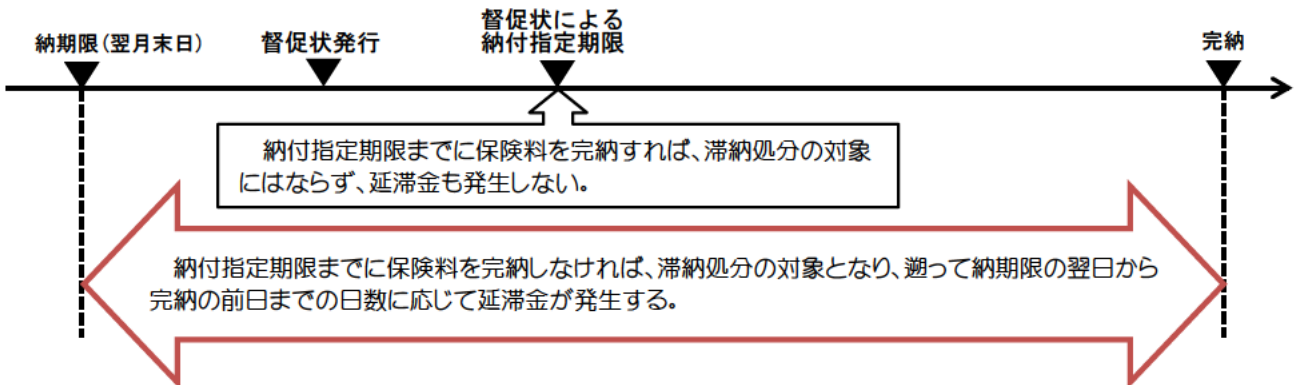 納期限(翌月末日)
督促状発行
督促状による
納付指定期限
完納
納付指定期限までに保険料を完納すれば、滞納処分の対象
にはならず、延滞金も発生しない。
納付指定期限までに保険料を完納しなければ、滞納処分の対象となり、遡って納期限の翌日から
完納の前日までの日数に応じて延滞金が発生する。